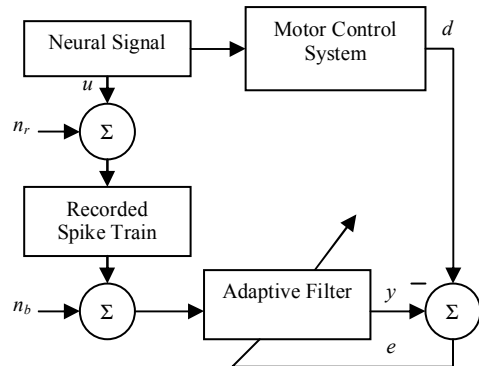 Neural Signal
Motor Control
System
d
u
n_r
Σ
Recorded
Spike Train
n_b
Σ
Adaptive Filter
y
−
Σ
e